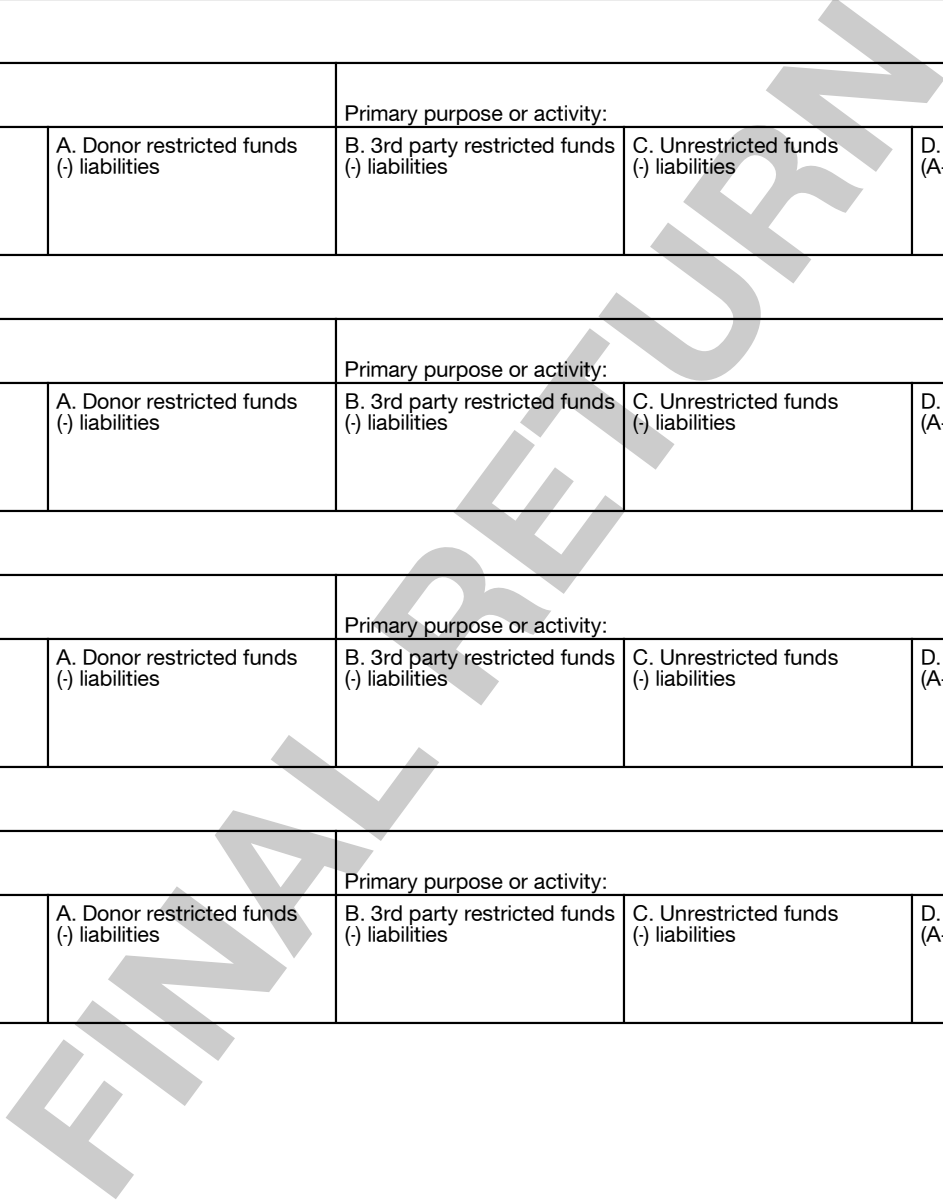 Primary purpose or activity:
A. Donor restricted funds
(-) liabilities
B. 3rd party restricted funds
(-) liabilities
C. Unrestricted funds
(-) liabilities
D.
(A-
Primary purpose or activity:
A. Donor restricted funds
(-) liabilities
B. 3rd party restricted funds
(-) liabilities
C. Unrestricted funds
(-) liabilities
D.
(A-
Primary purpose or activity:
A. Donor restricted funds
(-) liabilities
B. 3rd party restricted funds
(-) liabilities
C. Unrestricted funds
(-) liabilities
D.
(A-
Primary purpose or activity:
A. Donor restricted funds
(-) liabilities
B. 3rd party restricted funds
(-) liabilities
C. Unrestricted funds
(-) liabilities
D.
(A-
FINAL RETURN